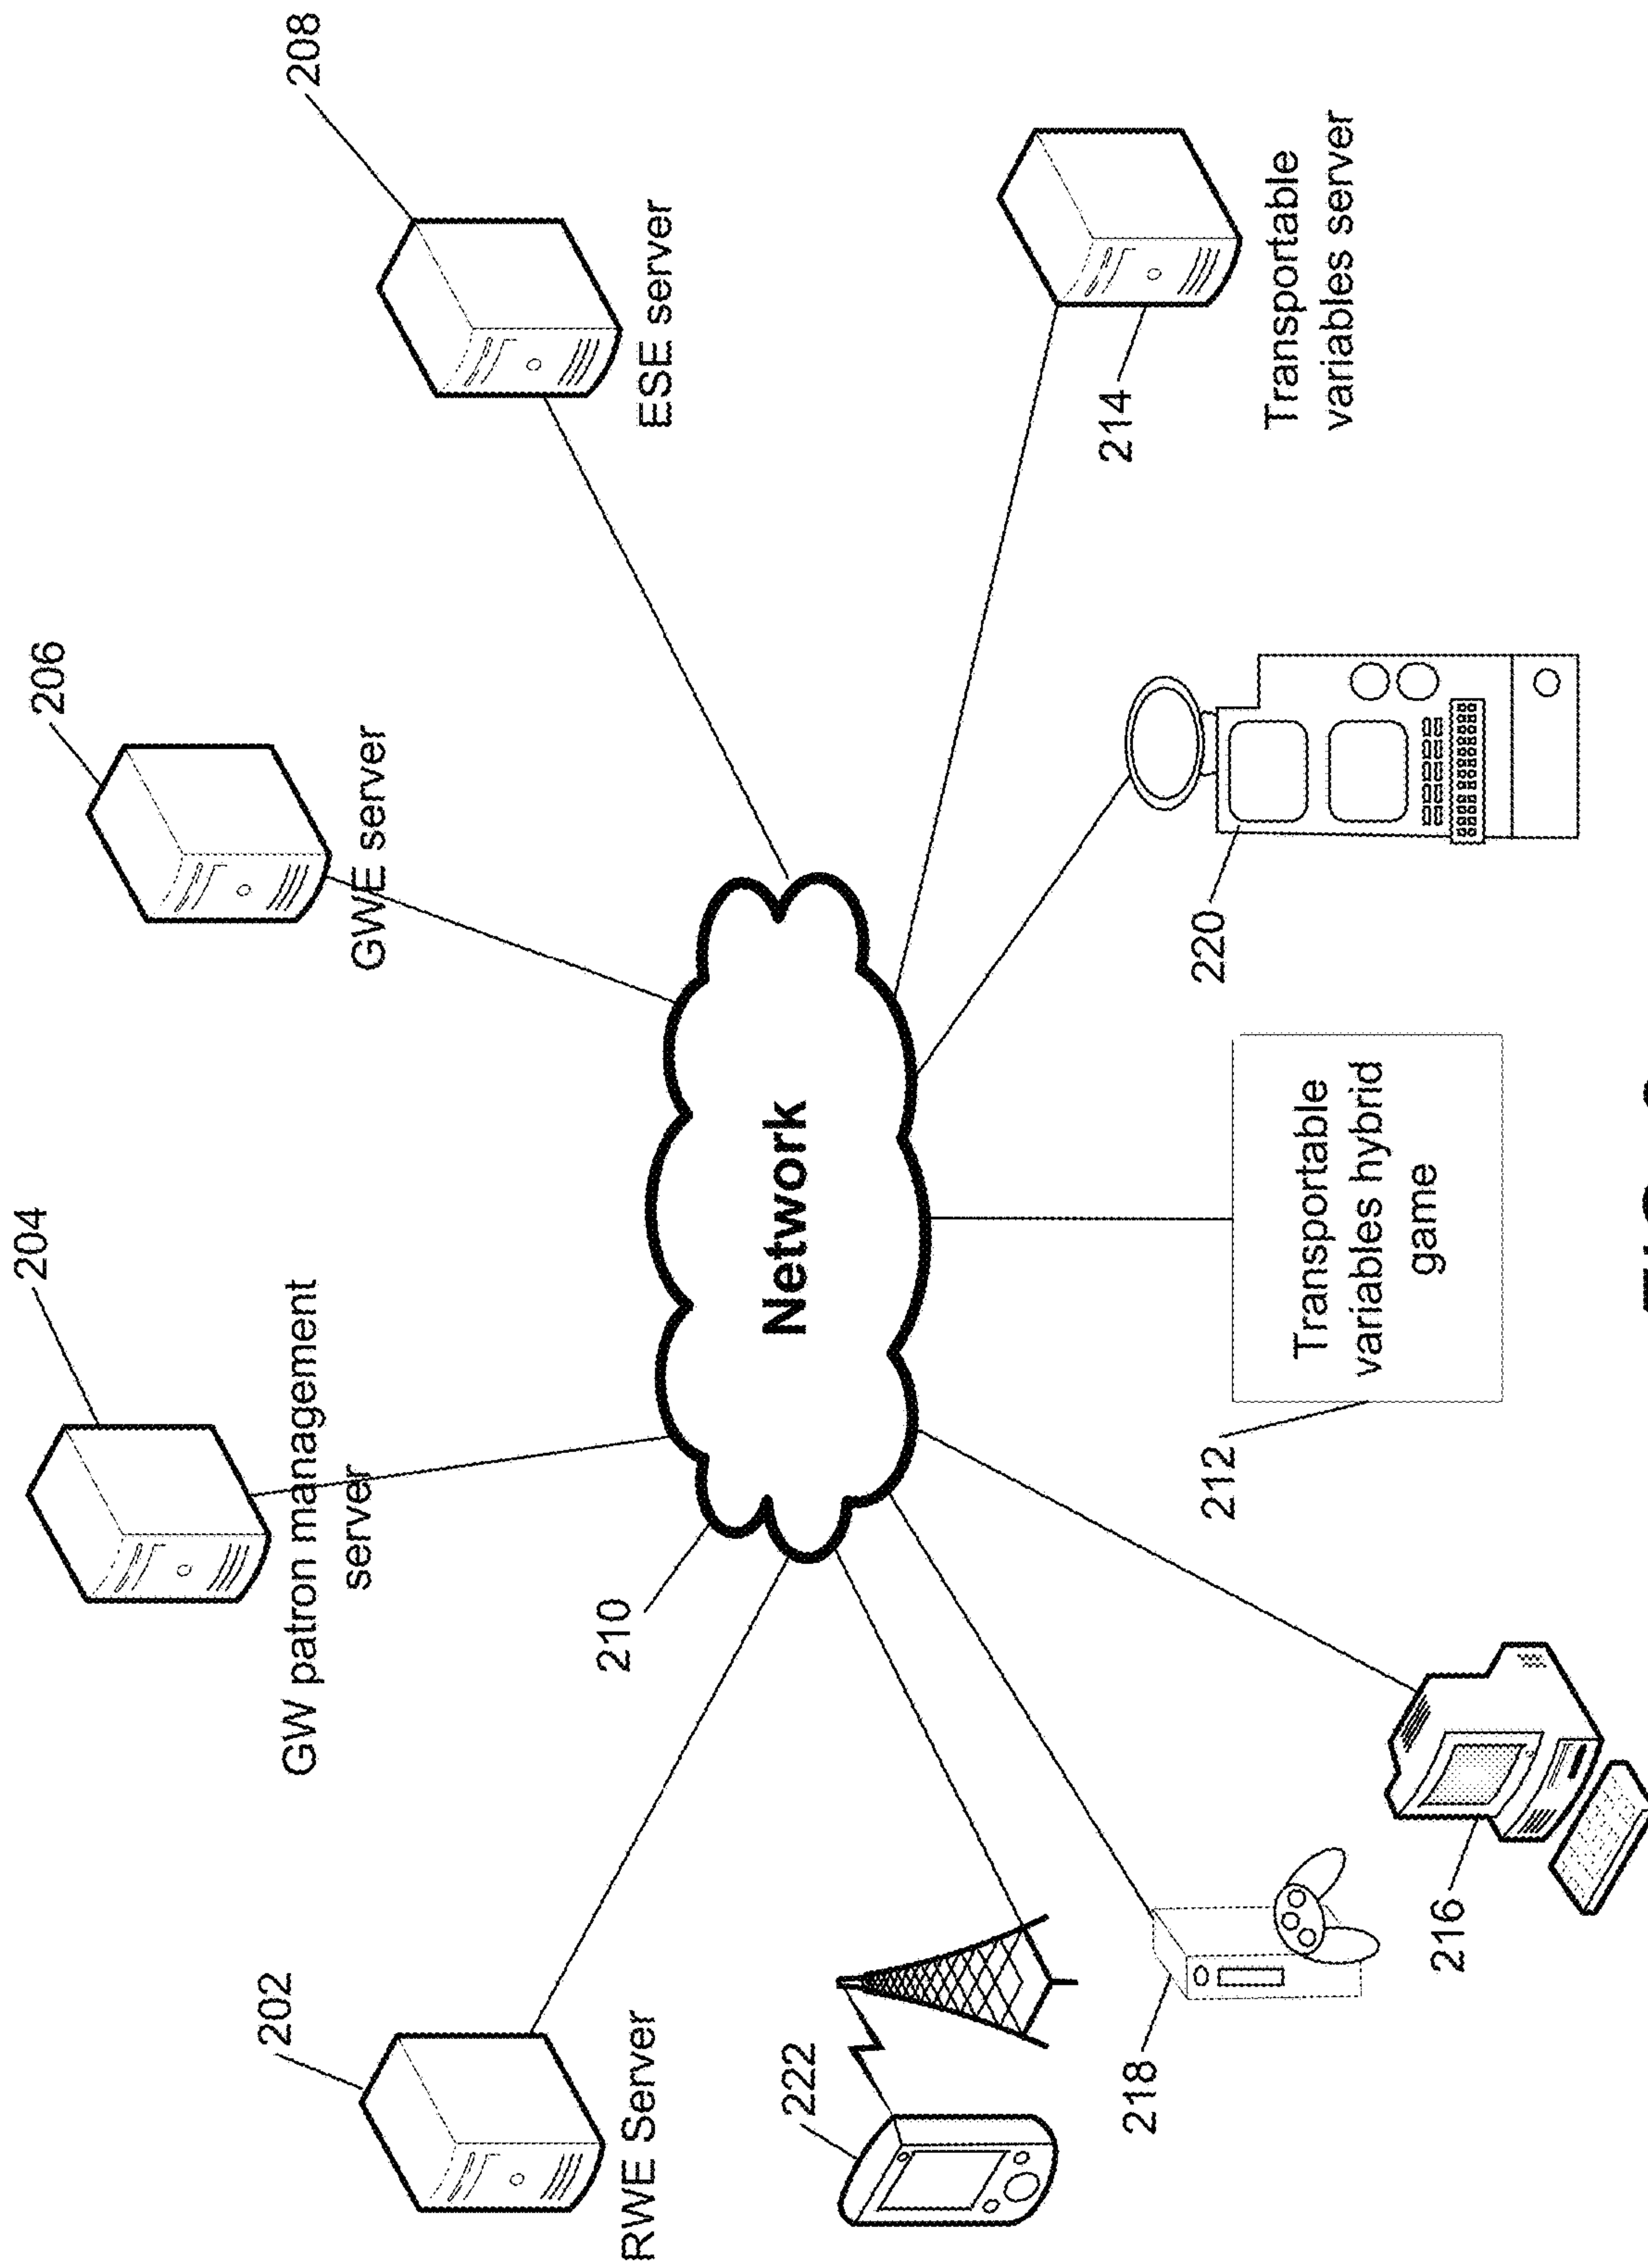 202
RWE Server
204
GW patron management
server
206
GWE server
208
ESE server
210
Network
222
218
216
212
Transportable
variables hybrid
game
220
214
Transportable
variables server